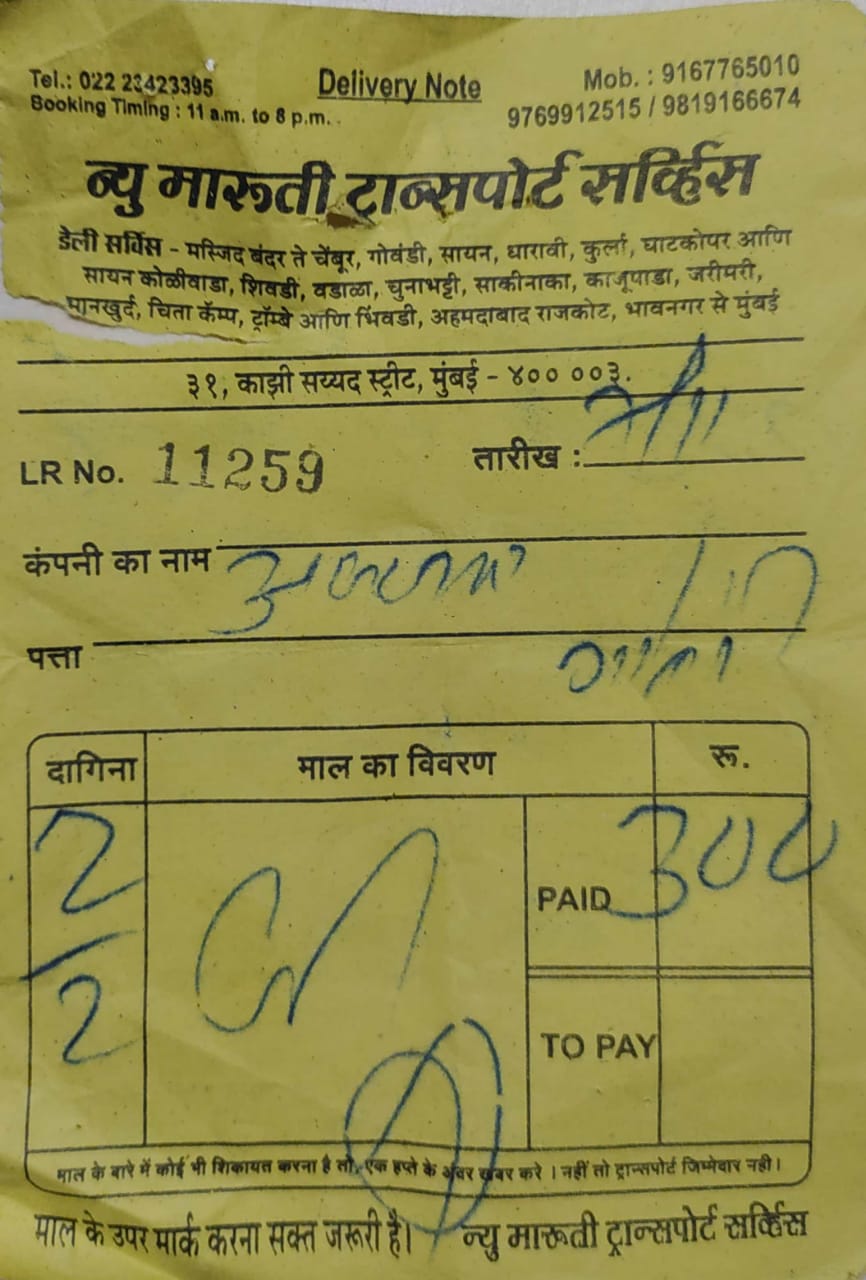 Tel.: 022 23423395
Delivery Note
Mob. : 9167765010
Booking Timing : 11 a.m. to 8 p.m.
9769912515 / 9819166674
न्यु मारूती ट्रान्सपोर्ट सर्व्हिस
डेली सर्विस - मस्जिद बंदर ते चेंबूर, गोवंडी, सायन, धारावी, कुर्ला, घाटकोपर आणि
सायन कोळीवाडा, शिवडी, वडाळा, चुनाभट्टी, साकीनाका, काजूपाडा, जरीमरी,
मानखुर्द, चिता कॅम्प, ट्रॉम्बे आणि भिवडी, अहमदाबाद राजकोट, भावनगर से मुंबई
३१, काझी सय्यद स्ट्रीट, मुंबई - ४०० ००३.
LR No. 11259
तारीख :
कंपनी का नाम
पत्ता
दागिना माल का विवरण रू.
2
2
PAID 300
TO PAY
माल के बारे में कोई भी शिकायत करना है तो, एक हप्ते के अंदर खबर करे । नहीं तो ट्रान्सपोर्ट जिम्मेदार नही।
माल के उपर मार्क करना सक्त जरूरी है। न्यु मारूती ट्रान्सपोर्ट सर्व्हिस